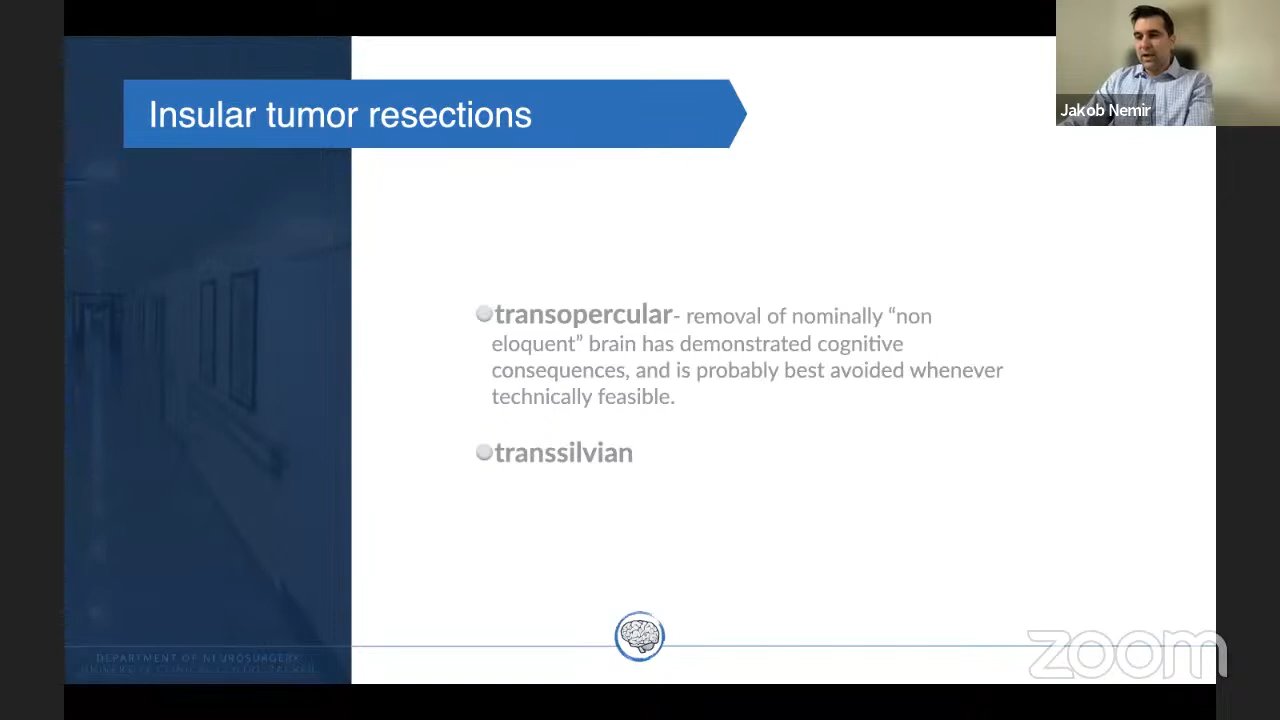 Insular tumor resections
Jakob Nemir
transopercular- removal of nominally “non
eloquent” brain has demonstrated cognitive
consequences, and is probably best avoided whenever
technically feasible.
transsilvian
DEPARTMENT OF NEUROSURGERY
zoom